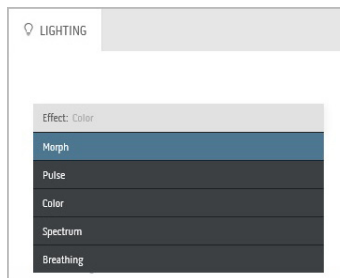 LIGHTING
Effect: Color
Morph
Pulse
Color
Spectrum
Breathing